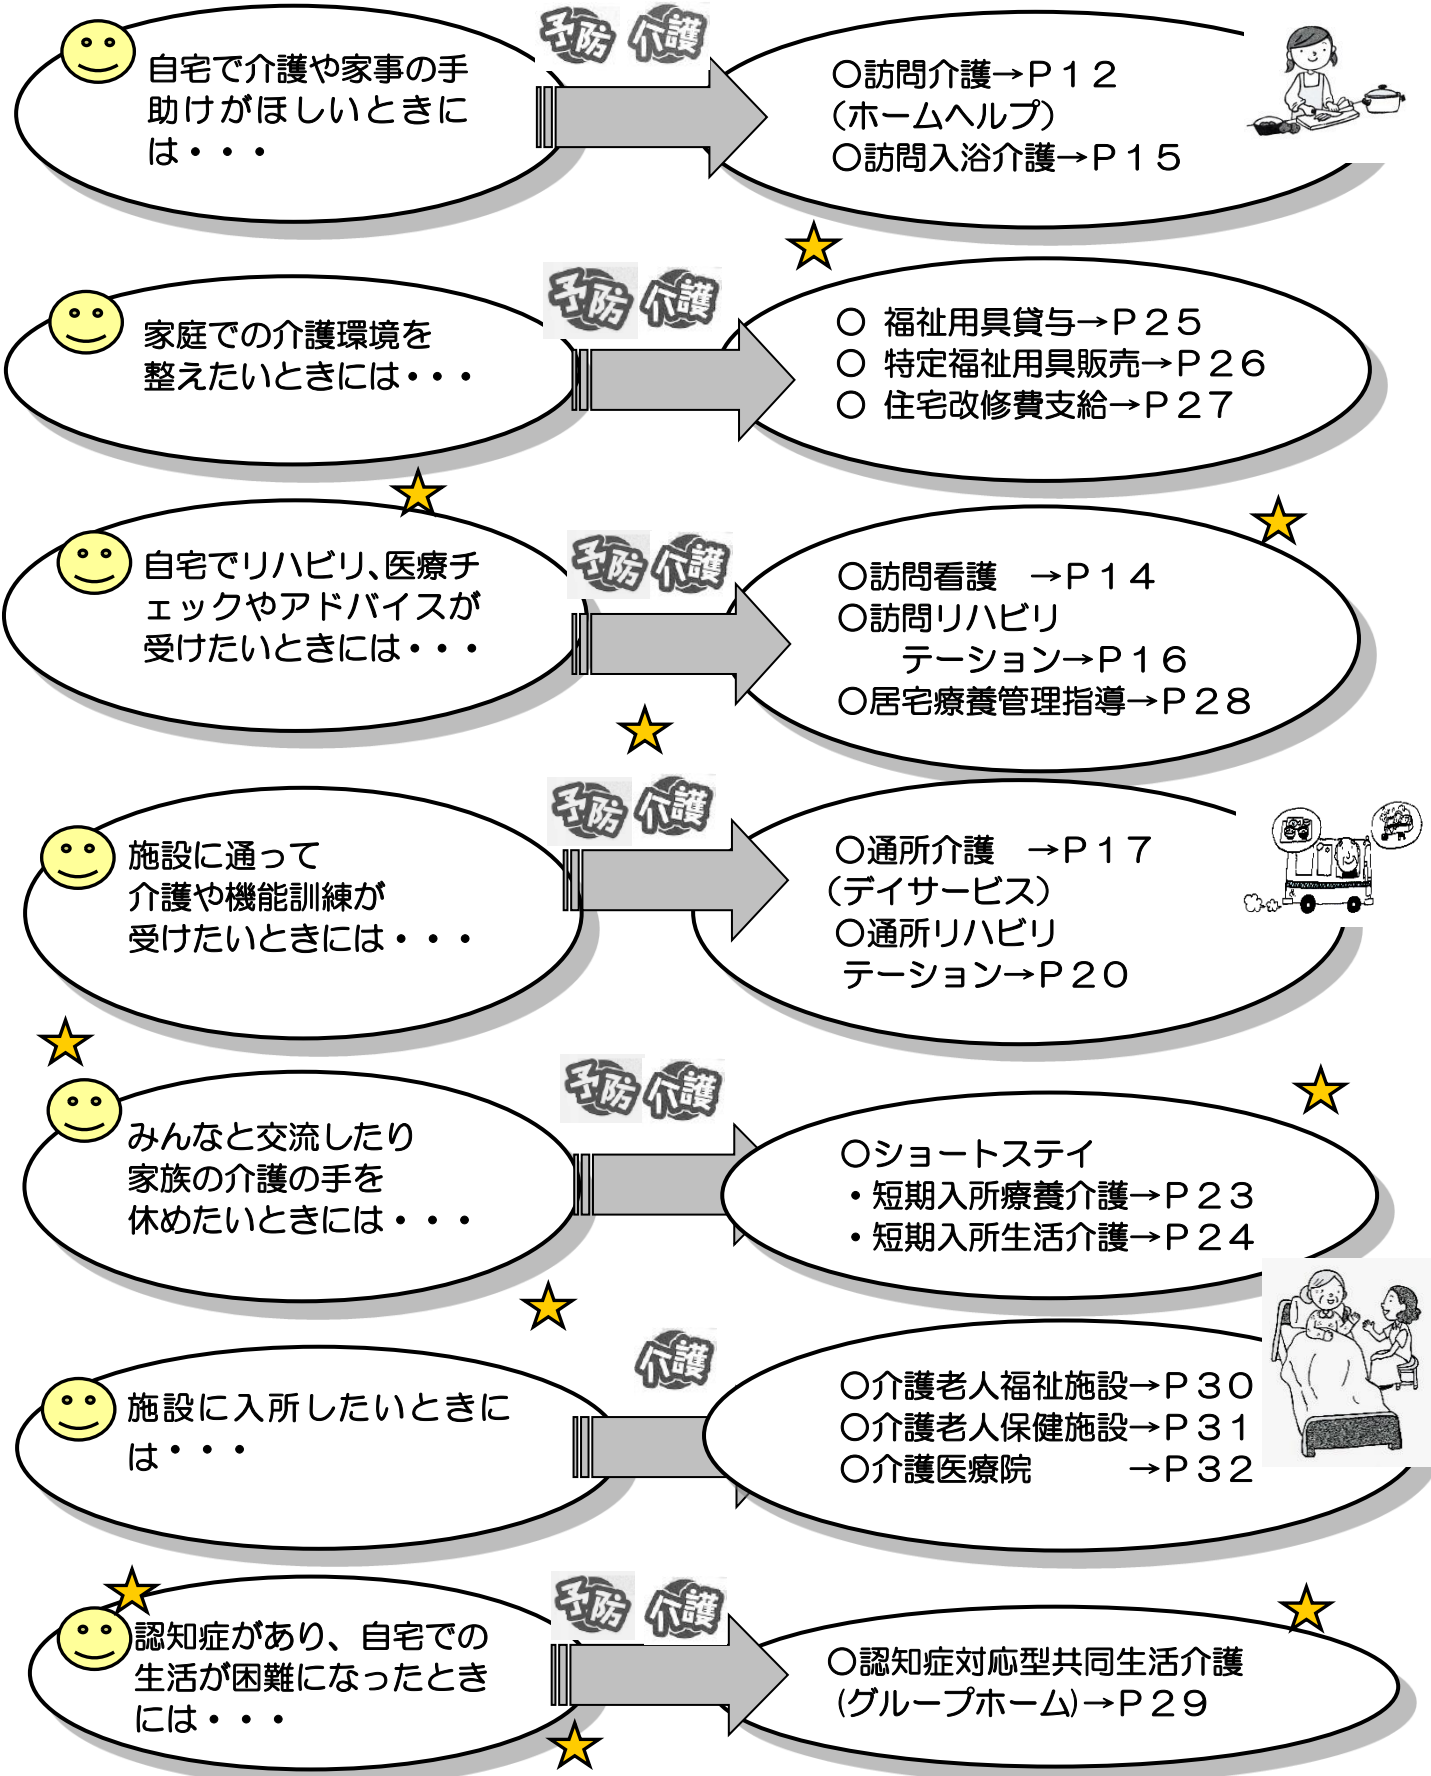 自宅で介護や家事の手
助けがほしいときに
は・・・
予防 介護
○訪問介護→P12
(ホームヘルプ)
○訪問入浴介護→P15
家庭での介護環境を
整えたいときには・・・
予防 介護
○ 福祉用具貸与→P25
○ 特定福祉用具販売→P26
○ 住宅改修費支給→P27
自宅でリハビリ、医療チ
ェックやアドバイスが
受けたいときには・・・
予防 介護
○訪問看護 →P14
○訪問リハビリ
テーション→P16
○居宅療養管理指導→P28
施設に通って
介護や機能訓練が
受けたいときには・・・
予防 介護
○通所介護 →P17
(デイサービス)
○通所リハビリ
テーション→P20
みんなと交流したり
家族の介護の手を
休めたいときには・・・
予防 介護
○ショートステイ
・短期入所療養介護→P23
・短期入所生活介護→P24
施設に入所したいときに
は・・・
介護
○介護老人福祉施設→P30
○介護老人保健施設→P31
○介護医療院 →P32
認知症があり、自宅での
生活が困難になったとき
には・・・
予防 介護
○認知症対応型共同生活介護
(グループホーム)→P29